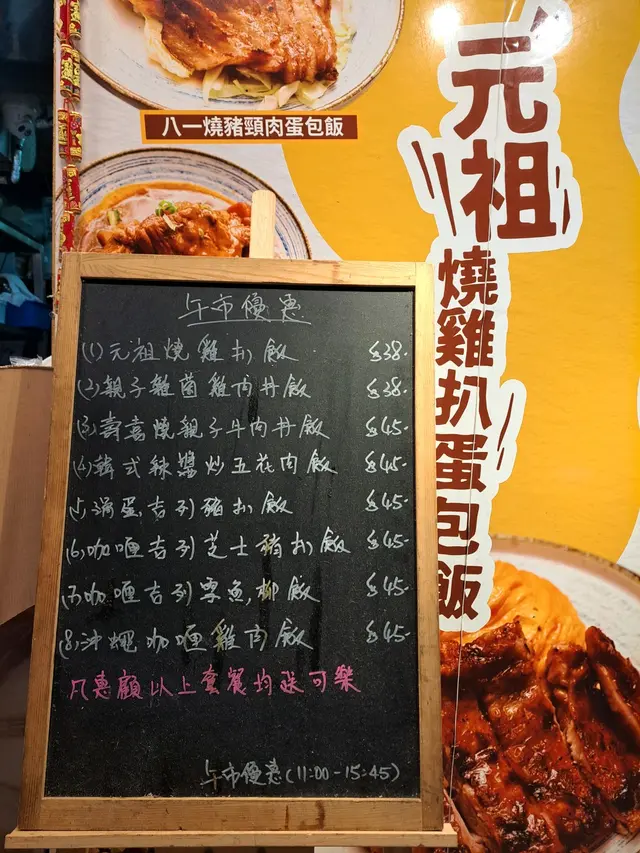 八一燒豬頸肉蛋包飯
元祖
燒雞扒蛋包飯
午市優惠
(1)元祖燒雞扒飯 $38-
(2)親子雜菌雞肉丼飯 $38-
(3)壽喜燒親子牛肉丼飯 $45-
(4)韓式辣醬炒五花肉飯 $45-
(5)滑蛋吉列豬扒飯 $45-
(6)咖喱吉列芝士豬扒飯 $45-
(7)咖喱吉列魚柳飯 $45-
(8)沖繩咖喱雞肉飯 $45-
凡惠顧以上套餐均送可樂
午市優惠(11:00-15:45)